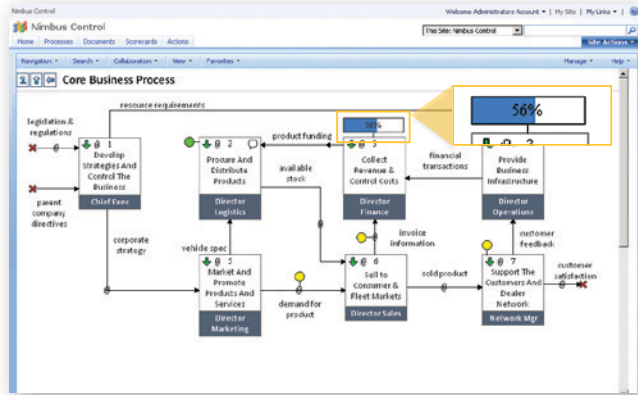 Nimbus Control
Welcome Administrators Account | My Site | My Links
Nimbus Control
This Site: Nimbus Control
Home Processes Documents Scorecards Actions
Site Actions
Navigation Search Collaboration View Favorites
Manage Help
Core Business Process
resource requirements
56%
56%
legislation &
regulations
1
Develop
Strategies And
Control The
Business
Chief Exec
parent
company
directives
corporate
strategy
2
Procure And
Distribute
Products
Director
Logistics
product funding
available
stock
3
Collect
Revenue &
Control Costs
Director
Finance
financial
transactions
Provide
Business
Infrastructure
Director
Operations
vehicle spec
invoice
information
customer
feedback
5
Market And
Promote
Products And
Services
Director
Marketing
demand for
product
6
Sell to
Consumer &
Fleet Markets
Director Sales
sold product
7
Support The
Customers And
Dealer
Network
Network Mgr
customer
satisfaction